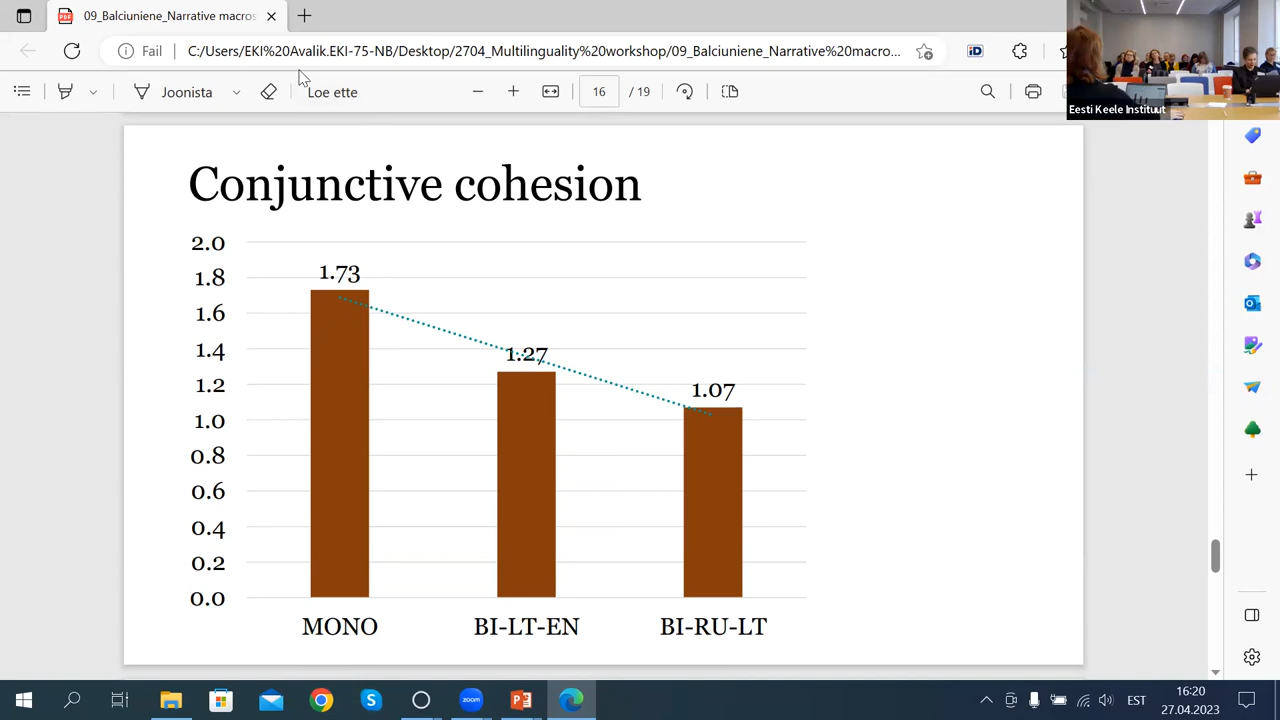 09_Balciuniene_Narrative macros
Fail
C:/Users/EKI%20Avalik.EKI-75-NB/Desktop/2704_Multilinguality%20workshop/09_Balciuniene_Narrative%20macro...
iD
Joonista
Loe ette
16 / 19
Eesti Keele Instituut
Conjunctive cohesion
2.0
1.8
1.6
1.4
1.2
1.0
0.8
0.6
0.4
0.2
0.0
1.73
1.27
1.07
MONO BI-LT-EN BI-RU-LT
zoom
EST
16:20
27.04.2023